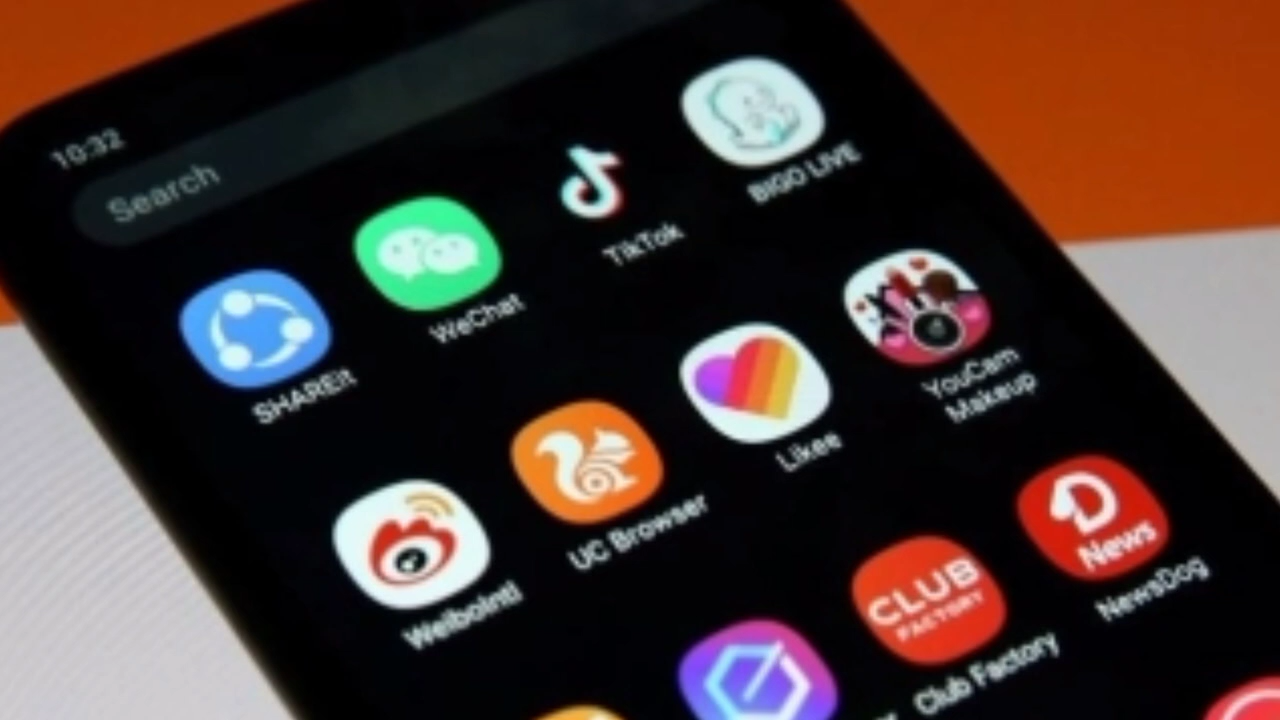 10:32
Search
SHAREit
WeChat
TikTok
BIGO LIVE
WeiboIntl
UC Browser
Likee
YouCam
Makeup
CLUB
FACTORY
Club Factory
News
NewsDog